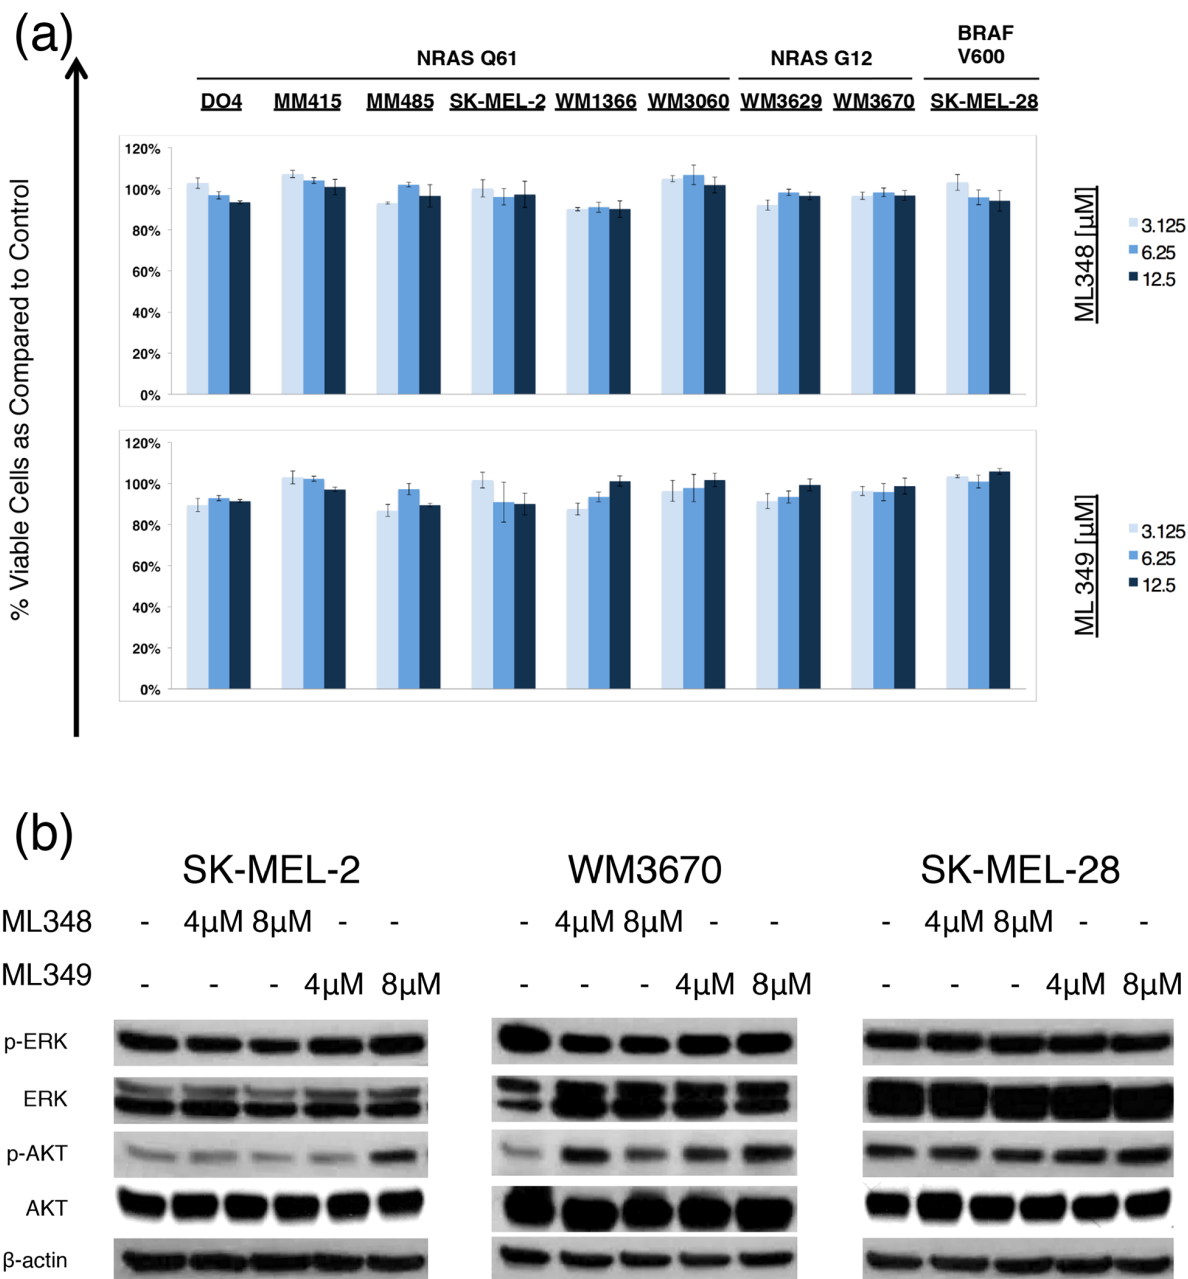 (a)
BRAF
V600
NRAS Q61
NRAS G12
DO4 MM415 MM485 SK-MEL-2 WM1366 WM3060 WM3629 WM3670 SK-MEL-28
% Viable Cells as Compared to Control
120%
100%
80%
60%
40%
20%
0%
ML348 [µM]
3.125
6.25
12.5
120%
100%
80%
60%
40%
20%
0%
ML 349 [µM]
3.125
6.25
12.5
(b)
SK-MEL-2 WM3670 SK-MEL-28
ML348 - 4µM 8µM - - - 4µM 8µM - - - 4µM 8µM - -
ML349 - - - 4µM 8µM - - - 4µM 8µM - - - 4µM 8µM
p-ERK
ERK
p-AKT
AKT
β-actin